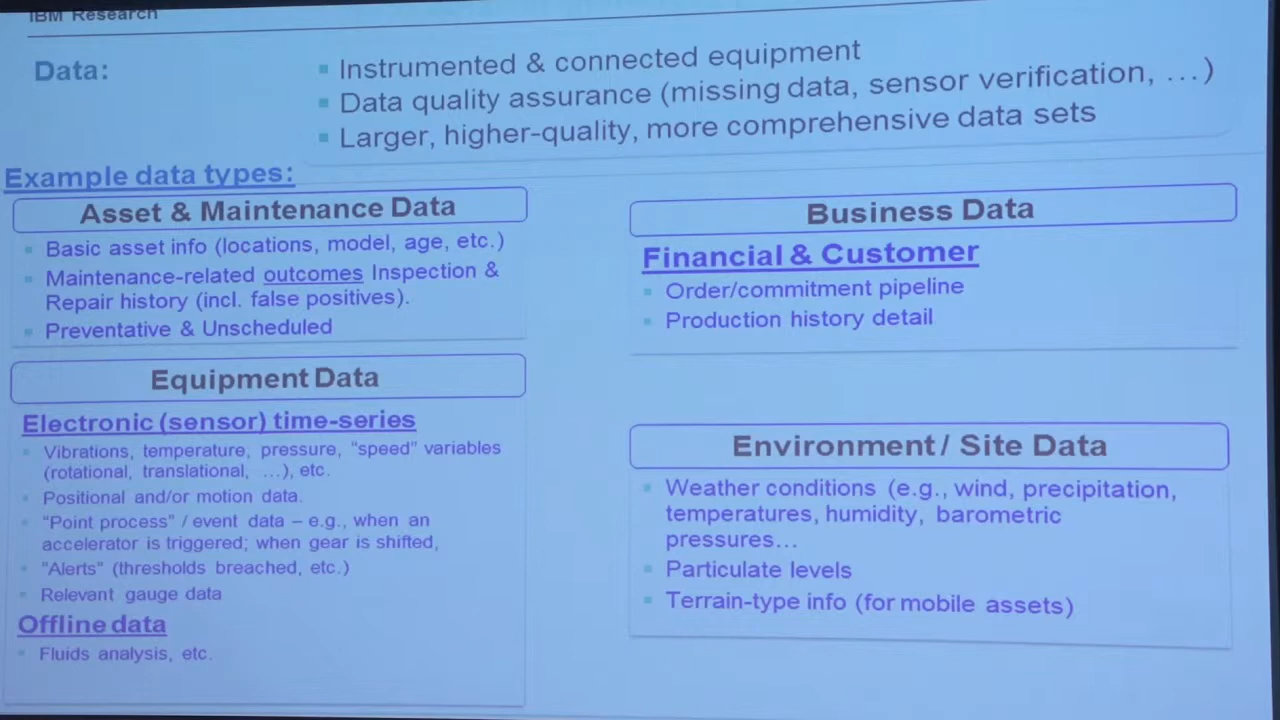 IBM Research
Data:
Instrumented & connected equipment
Data quality assurance (missing data, sensor verification, …)
Larger, higher-quality, more comprehensive data sets
Example data types:
Asset & Maintenance Data
Basic asset info (locations, model, age, etc.)
Maintenance-related outcomes Inspection &
Repair history (incl. false positives).
Preventative & Unscheduled
Equipment Data
Electronic (sensor) time-series
Vibrations, temperature, pressure, "speed" variables
(rotational, translational, …), etc.
Positional and/or motion data.
"Point process" / event data – e.g., when an
accelerator is triggered; when gear is shifted,
"Alerts" (thresholds breached, etc.)
Relevant gauge data
Offline data
Fluids analysis, etc.
Business Data
Financial & Customer
Order/commitment pipeline
Production history detail
Environment / Site Data
Weather conditions (e.g., wind, precipitation,
temperatures, humidity, barometric
pressures…
Particulate levels
Terrain-type info (for mobile assets)